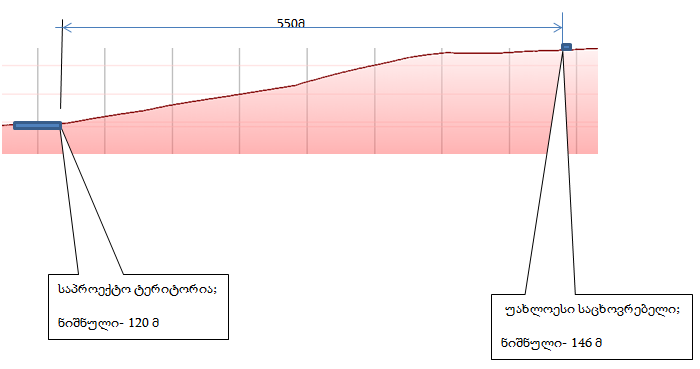 550მ
საპროექტო ტერიტორია;
ნიშნული- 120 მ
უახლოესი საცხოვრებელი;
ნიშნული- 146 მ